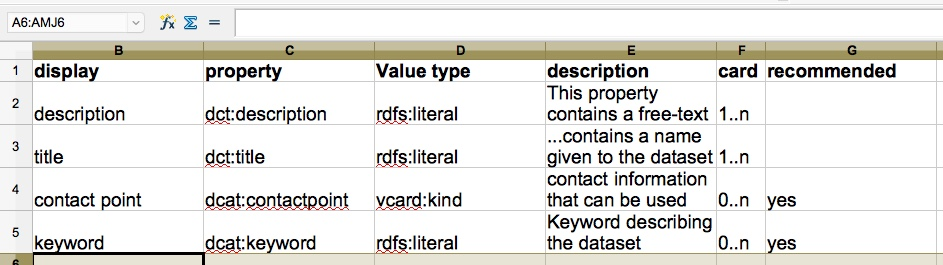 A6:AMJ6
fx Σ =
B C D E F G
1 display property Value type description card recommended
2 description dct:description rdfs:literal This property
contains a free-text 1..n
3 title dct:title rdfs:literal ...contains a name
given to the dataset 1..n
4 contact point dcat:contactpoint vcard:kind contact information
that can be used 0..n yes
5 keyword dcat:keyword rdfs:literal Keyword describing
the dataset 0..n yes
6